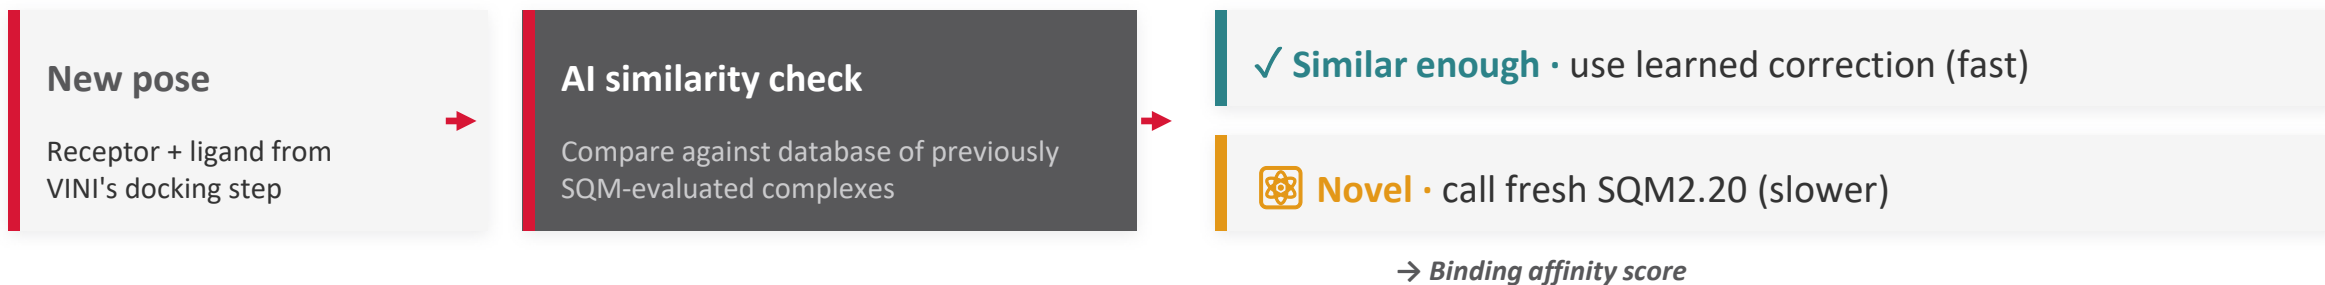 New pose
Receptor + ligand from
VINI's docking step
AI similarity check
Compare against database of previously
SQM-evaluated complexes
✓ Similar enough · use learned correction (fast)
Novel · call fresh SQM2.20 (slower)
→ Binding affinity score